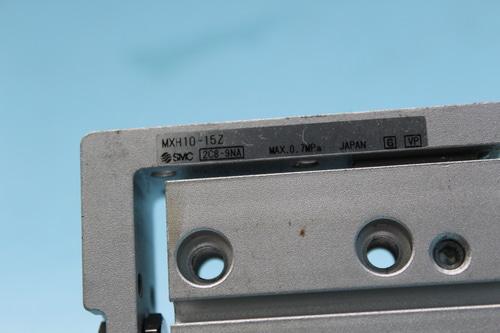 MXH10-15Z
SMC 2C8-9NA MAX.0.7MPa JAPAN G VP